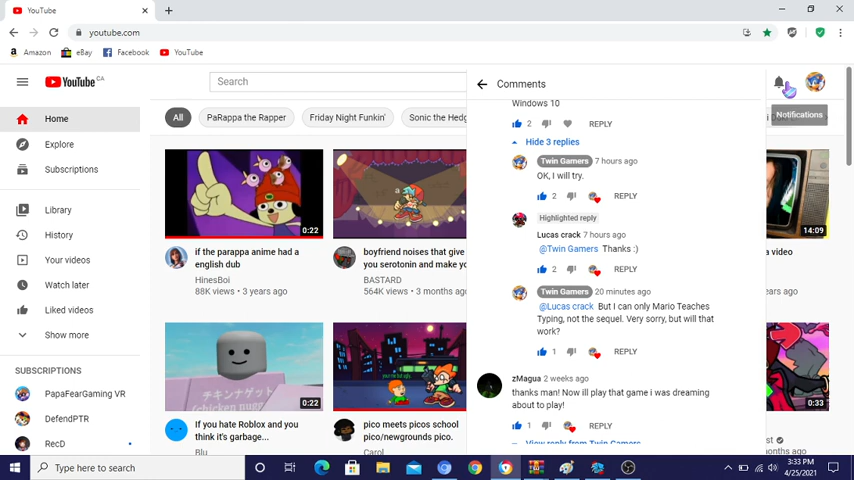 YouTube
youtube.com
Amazon
eBay
Facebook
YouTube
YouTube CA
Search
Home
Explore
Subscriptions
Library
History
Your videos
Watch later
Liked videos
Show more
SUBSCRIPTIONS
PapaFearGaming VR
DefendPTR
RecD
All
PaRappa the Rapper
Friday Night Funkin'
Sonic the Hedg
0:22
if the parappa anime had a
english dub
HinesBoi
88K views • 3 years ago
a
boyfriend noises that give
you serotonin and make yo
BASTARD
564K views • 3 months ago
チキンナゲット
0:22
If you hate Roblox and you
think it's garbage...
Blu
pico meets picos school
pico/newgrounds pico.
Carol
Comments
Windows 10
2
REPLY
Hide 3 replies
Twin Gamers 7 hours ago
OK, I will try.
2
REPLY
Highlighted reply
Lucas crack 7 hours ago
@Twin Gamers Thanks :)
2
REPLY
Twin Gamers 20 minutes ago
@Lucas crack But I can only Mario Teaches
Typing, not the sequel. Very sorry, but will that
work?
1
REPLY
zMagua 2 weeks ago
thanks man! Now ill play that game i was dreaming
about to play!
1
REPLY
View reply from Twin Gamers
Notifications
14:09
video
ago
0:33
st
ago
Type here to search
3:33 PM
4/25/2021